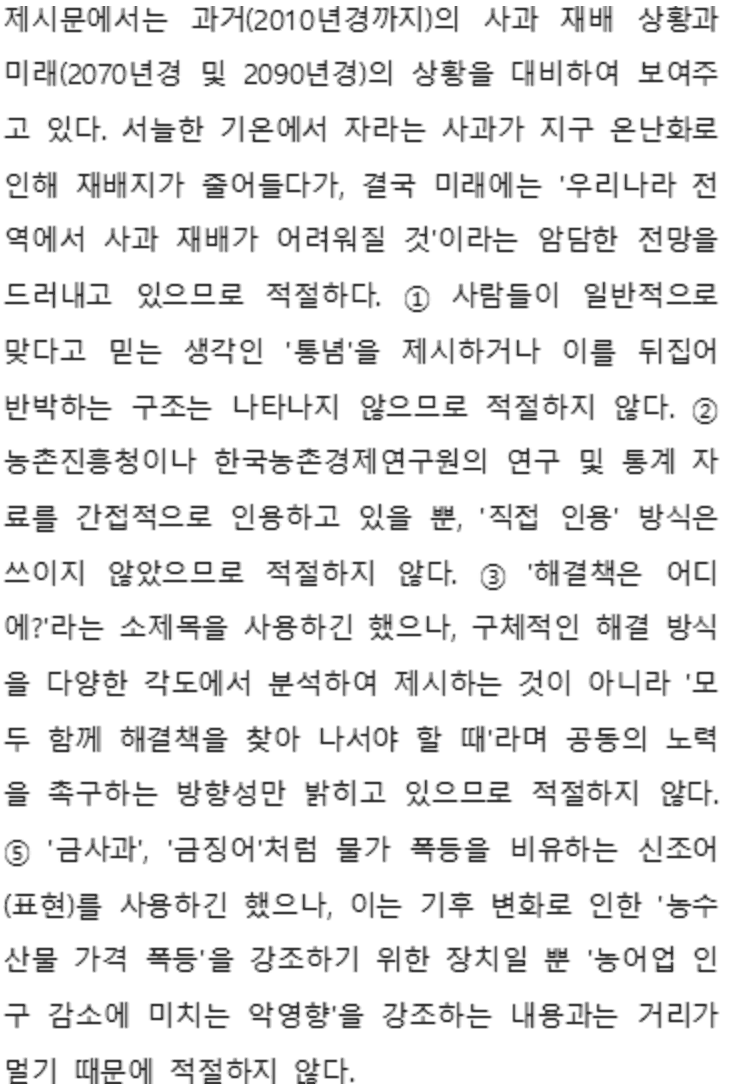 제시문에서는 과거(2010년경까지)의 사과 재배 상황과
미래(2070년경 및 2090년경)의 상황을 대비하여 보여주
고 있다. 서늘한 기온에서 자라는 사과가 지구 온난화로
인해 재배지가 줄어들다가, 결국 미래에는 '우리나라 전
역에서 사과 재배가 어려워질 것'이라는 암담한 전망을
드러내고 있으므로 적절하다. ① 사람들이 일반적으로
맞다고 믿는 생각인 '통념'을 제시하거나 이를 뒤집어
반박하는 구조는 나타나지 않으므로 적절하지 않다. ②
농촌진흥청이나 한국농촌경제연구원의 연구 및 통계 자
료를 간접적으로 인용하고 있을 뿐, '직접 인용' 방식은
쓰이지 않았으므로 적절하지 않다. ③ '해결책은 어디
에?'라는 소제목을 사용하긴 했으나, 구체적인 해결 방식
을 다양한 각도에서 분석하여 제시하는 것이 아니라 '모
두 함께 해결책을 찾아 나서야 할 때'라며 공동의 노력
을 촉구하는 방향성만 밝히고 있으므로 적절하지 않다.
⑤ '금사과', '금징어'처럼 물가 폭등을 비유하는 신조어
(표현)를 사용하긴 했으나, 이는 기후 변화로 인한 '농수
산물 가격 폭등'을 강조하기 위한 장치일 뿐 '농어업 인
구 감소에 미치는 악영향'을 강조하는 내용과는 거리가
멀기 때문에 적절하지 않다.